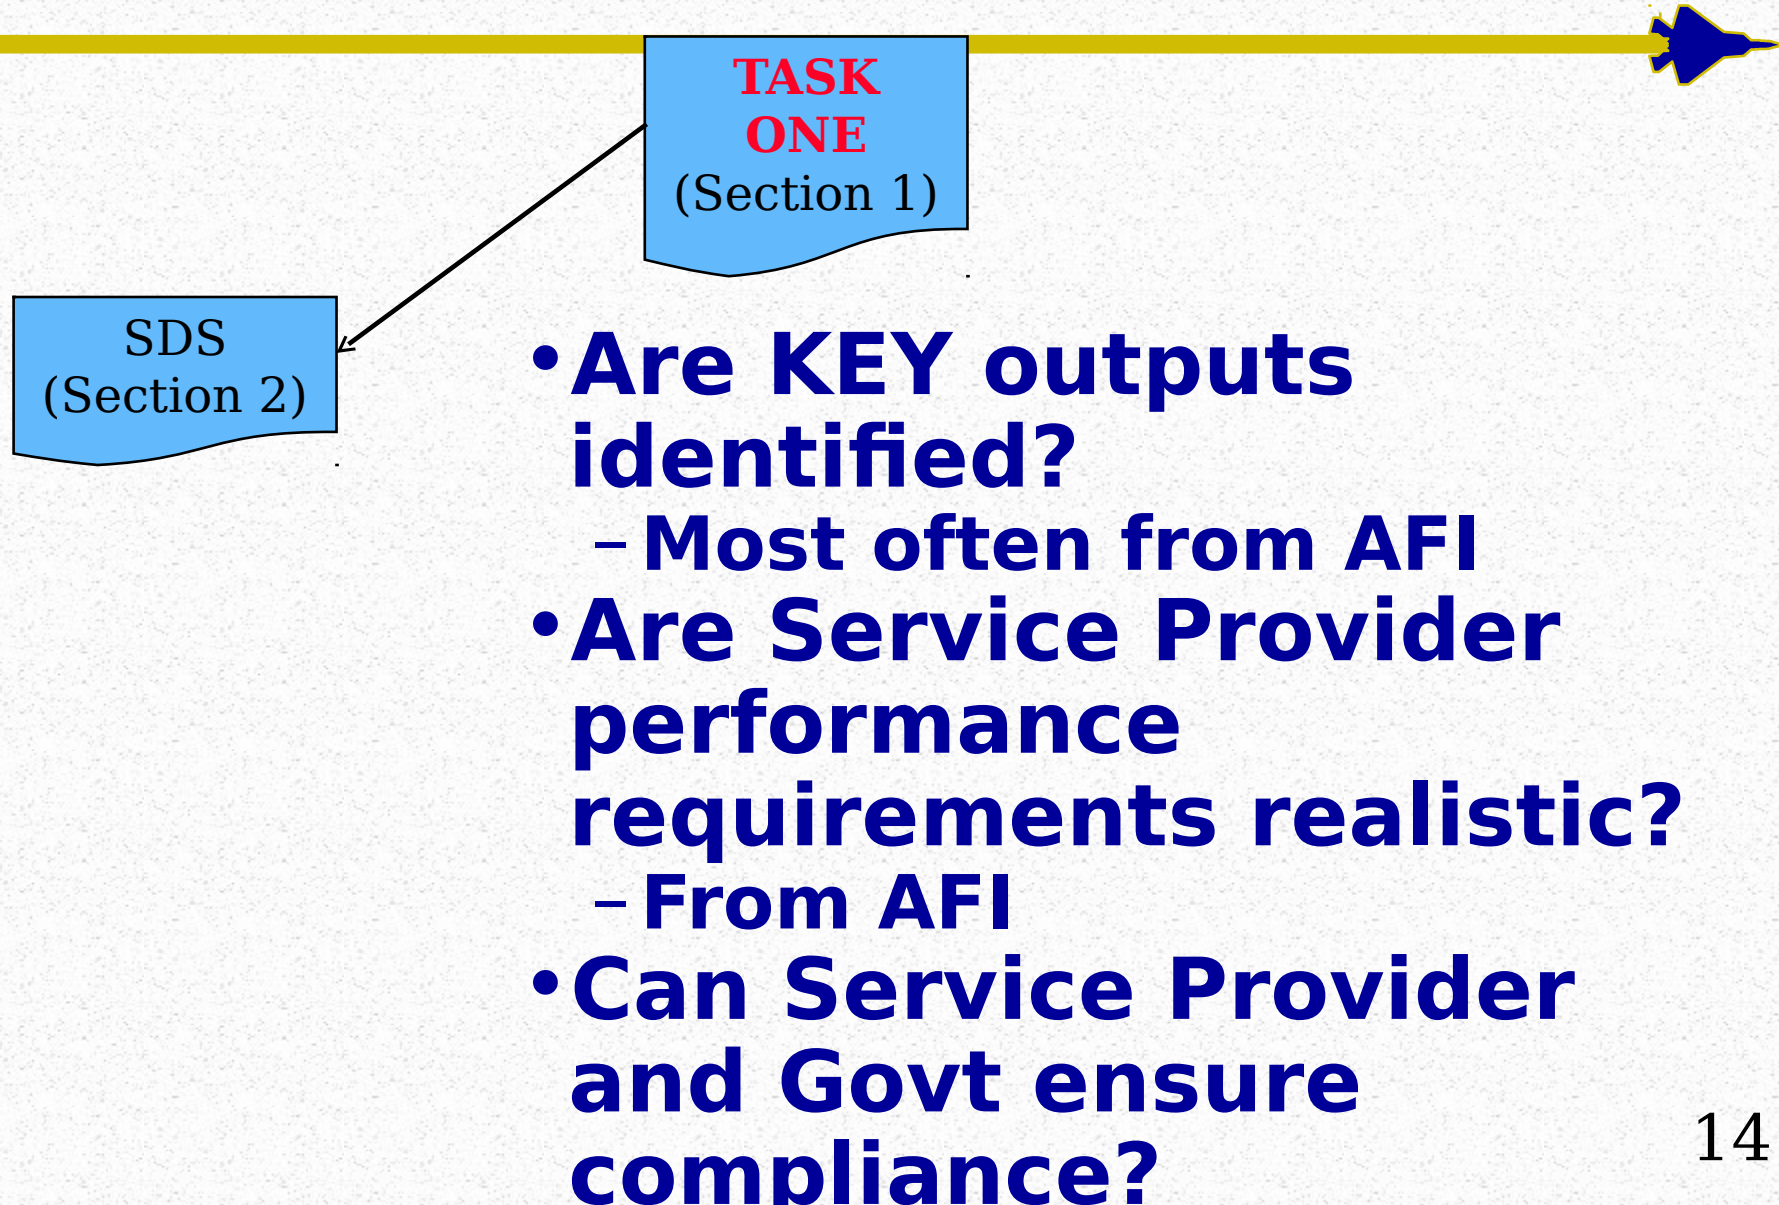 TASK
ONE
(Section 1)
SDS
(Section 2)
•Are KEY outputs
identified?
–Most often from AFI
•Are Service Provider
performance
requirements realistic?
–From AFI
•Can Service Provider
and Govt ensure
compliance?
14